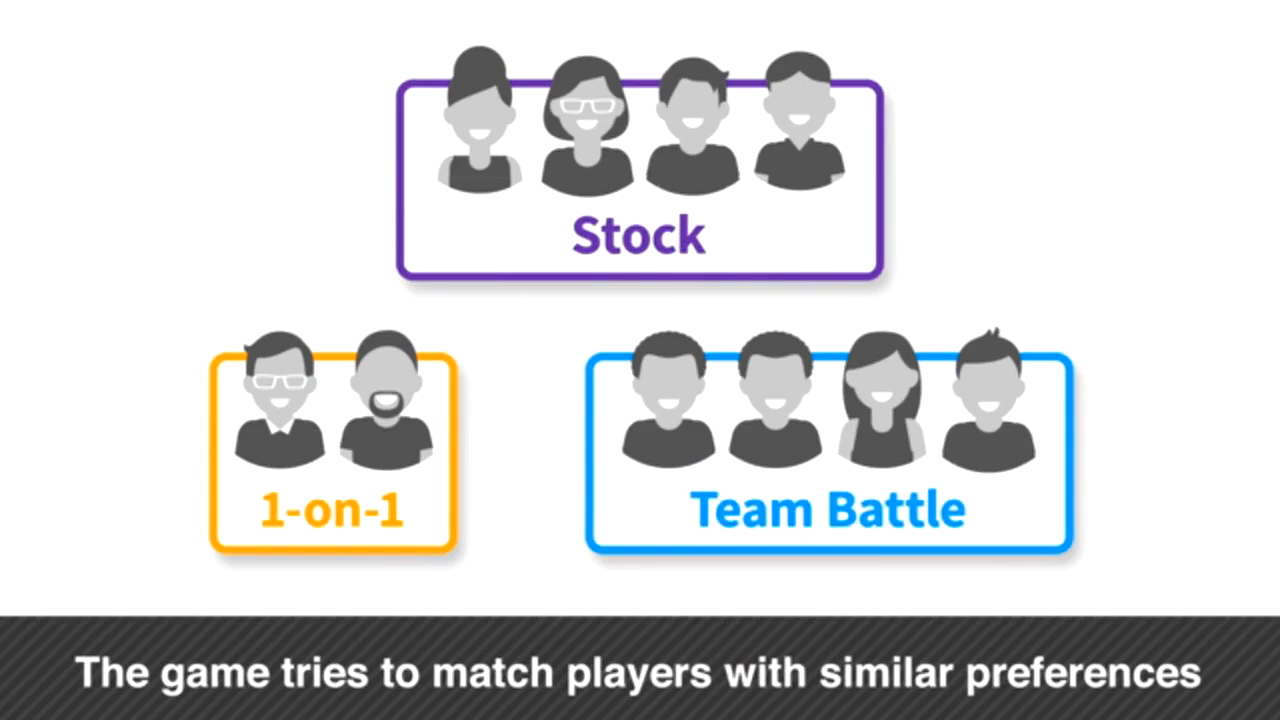 Stock
1-on-1
Team Battle
The game tries to match players with similar preferences